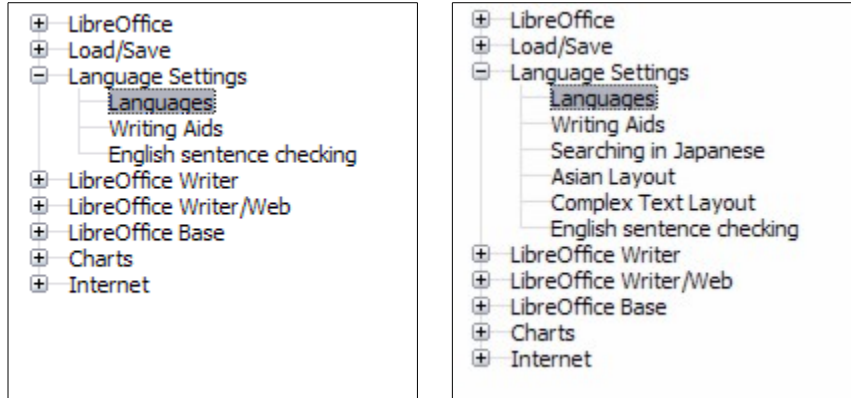 LibreOffice
Load/Save
Language Settings
Languages
Writing Aids
English sentence checking
LibreOffice Writer
LibreOffice Writer/Web
LibreOffice Base
Charts
Internet
LibreOffice
Load/Save
Language Settings
Languages
Writing Aids
Searching in Japanese
Asian Layout
Complex Text Layout
English sentence checking
LibreOffice Writer
LibreOffice Writer/Web
LibreOffice Base
Charts
Internet